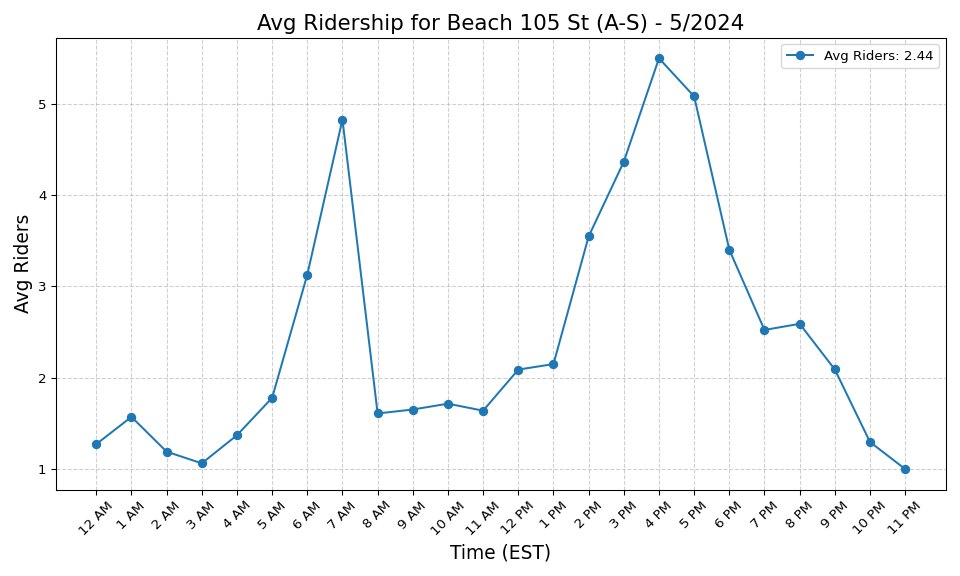 Avg Ridership for Beach 105 St (A-S) - 5/2024
Avg Riders: 2.44
Avg Riders
5
4
3
2
1
12 AM
1 AM
2 AM
3 AM
4 AM
5 AM
6 AM
7 AM
8 AM
9 AM
10 AM
11 AM
12 PM
1 PM
2 PM
3 PM
4 PM
5 PM
6 PM
7 PM
8 PM
9 PM
10 PM
11 PM
Time (EST)